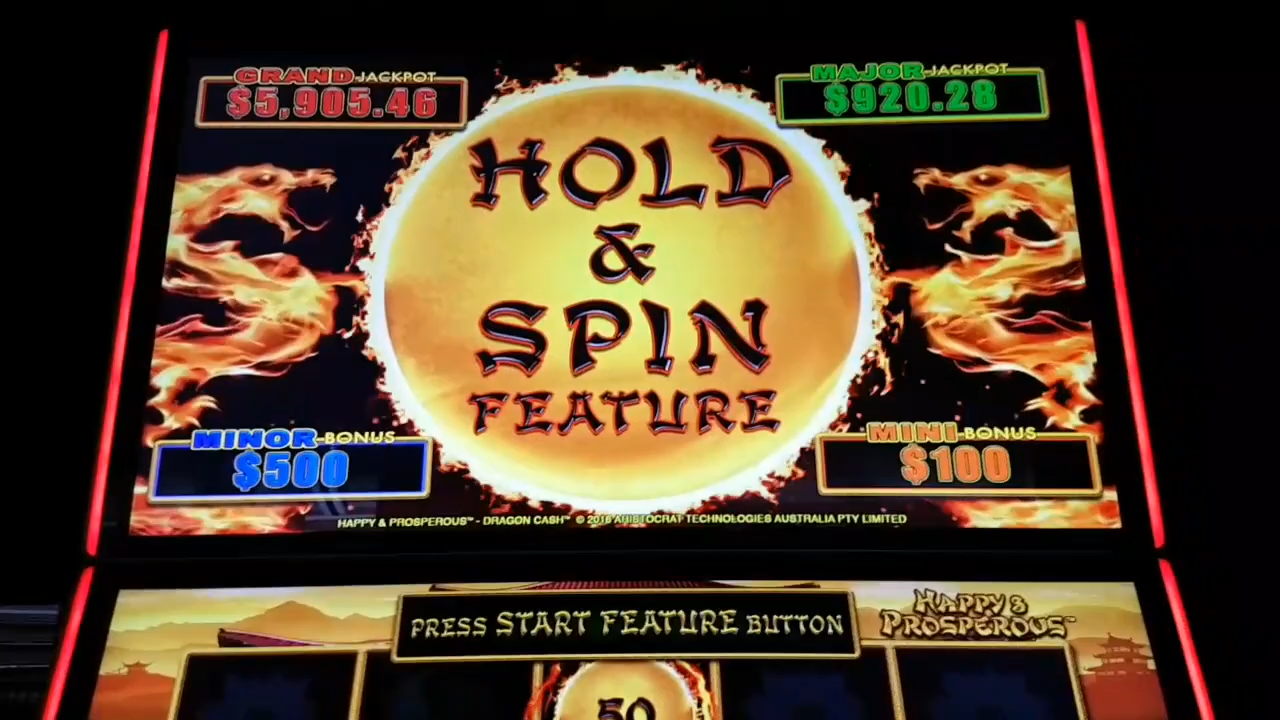 GRAND JACKPOT
$5,905.46
MAJOR JACKPOT
$920.28
HOLD
&
SPIN
FEATURE
MINOR BONUS
$500
MINI BONUS
$100
HAPPY & PROSPEROUS™ - DRAGON CASH™ © 2016 ARISTOCRAT TECHNOLOGIES AUSTRALIA PTY LIMITED
PRESS START FEATURE BUTTON
HAPPY &
PROSPEROUS™
50